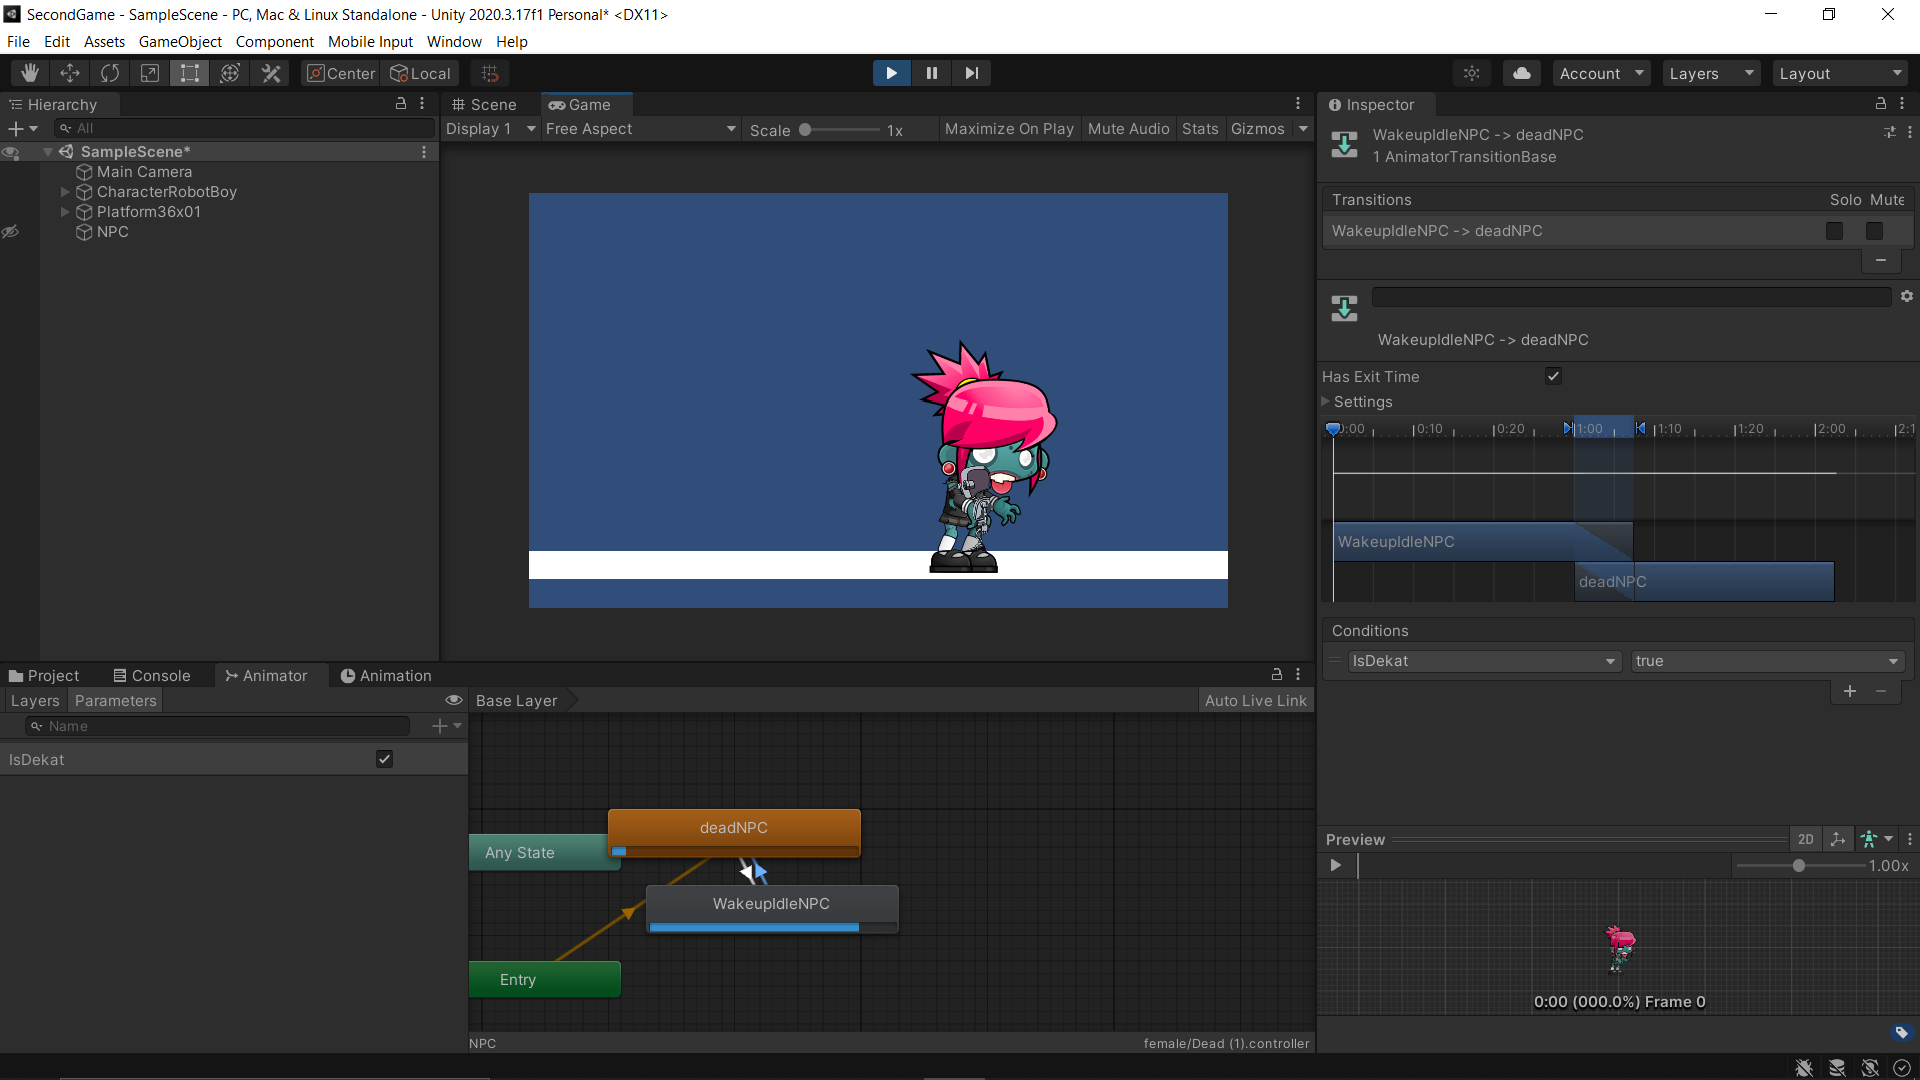 SecondGame - SampleScene - PC, Mac & Linux Standalone - Unity 2020.3.17f1 Personal* <DX11>
File Edit Assets GameObject Component Mobile Input Window Help
Center Local Account Layers Layout
Hierarchy
All
SampleScene*
Main Camera
CharacterRobotBoy
Platform36x01
NPC
Scene Game
Display 1 Free Aspect Scale 1x Maximize On Play Mute Audio Stats Gizmos
Inspector
WakeupIdleNPC -> deadNPC
1 AnimatorTransitionBase
Transitions Solo Mute
WakeupIdleNPC -> deadNPC
WakeupIdleNPC -> deadNPC
Has Exit Time
Settings
0:00 0:10 0:20 1:00 1:10 1:20 2:00 2:1
WakeupIdleNPC
deadNPC
Conditions
IsDekat true
Project Console Animator Animation
Layers Parameters Base Layer Auto Live Link
Name
IsDekat
deadNPC
Any State
WakeupIdleNPC
Entry
NPC female/Dead (1).controller
Preview 2D
1.00x
0:00 (000.0%) Frame 0